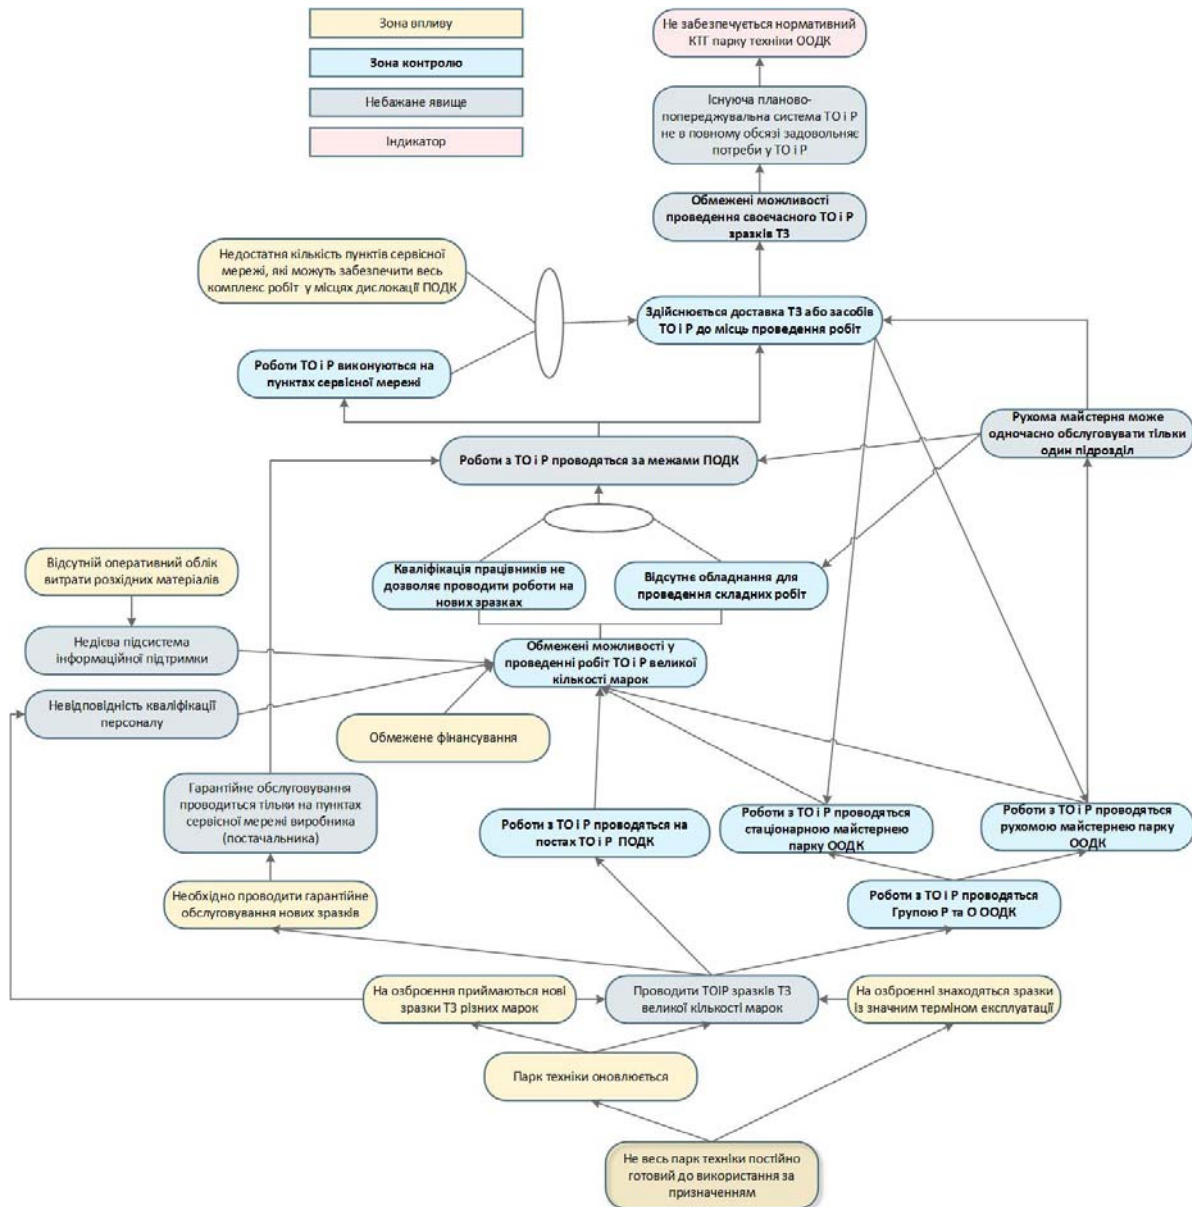 Зона впливу
Зона контролю
Небажане явище
Індикатор
Не забезпечується нормативний
КТГ парку техніки ООДК
Існуюча планово-
попереджувальна система ТО і Р
не в повному обсязі задовольняє
потреби у ТО і Р
Обмежені можливості
проведення своєчасного ТО і Р
зразків ТЗ
Недостатня кількість пунктів сервісної
мережі, які можуть забезпечити весь
комплекс робіт у місцях дислокації ПОДК
Здійснюється доставка ТЗ або засобів
ТО і Р до місць проведення робіт
Роботи ТО і Р виконуються на
пунктах сервісної мережі
Рухома майстерня може
одночасно обслуговувати тільки
один підрозділ
Роботи з ТО і Р проводяться за межами ПОДК
Відсутній оперативний облік
витрати розхідних матеріалів
Кваліфікація працівників не
дозволяє проводити роботи на
нових зразках
Відсутнє обладнання для
проведення складних робіт
Недієва підсистема
інформаційної підтримки
Обмежені можливості у
проведенні робіт ТО і Р великої
кількості марок
Невідповідність кваліфікації
персоналу
Обмежене фінансування
Гарантійне обслуговування
проводиться тільки на пунктах
сервісної мережі виробника
(постачальника)
Роботи з ТО і Р проводяться на
постах ТО і Р ПОДК
Роботи з ТО і Р проводяться
стаціонарною майстернею
парку ООДК
Роботи з ТО і Р проводяться
рухомою майстернею парку
ООДК
Необхідно проводити гарантійне
обслуговування нових зразків
Роботи з ТО і Р проводяться
Групою Р та О ООДК
На озброєння приймаються нові
зразки ТЗ різних марок
Проводити ТОІР зразків ТЗ
великої кількості марок
На озброєнні знаходяться зразки
із значним терміном експлуатації
Парк техніки оновлюється
Не весь парк техніки постійно
готовий до використання за
призначенням